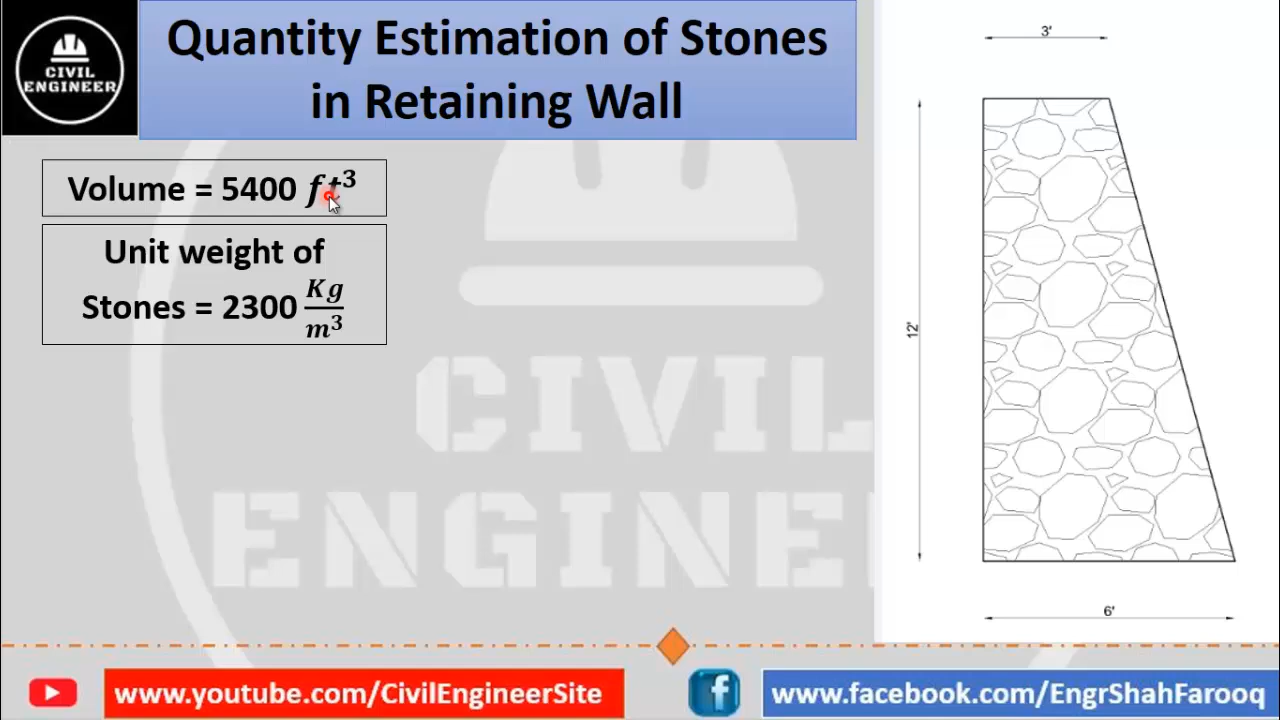 CIVIL
ENGINEER
Quantity Estimation of Stones
in Retaining Wall
Volume = 5400 ft³
Unit weight of
Stones = 2300 Kg/m³
3'
12'
6'
CIVIL
ENGINEER
www.youtube.com/CivilEngineerSite
f
www.facebook.com/EngrShahFarooq